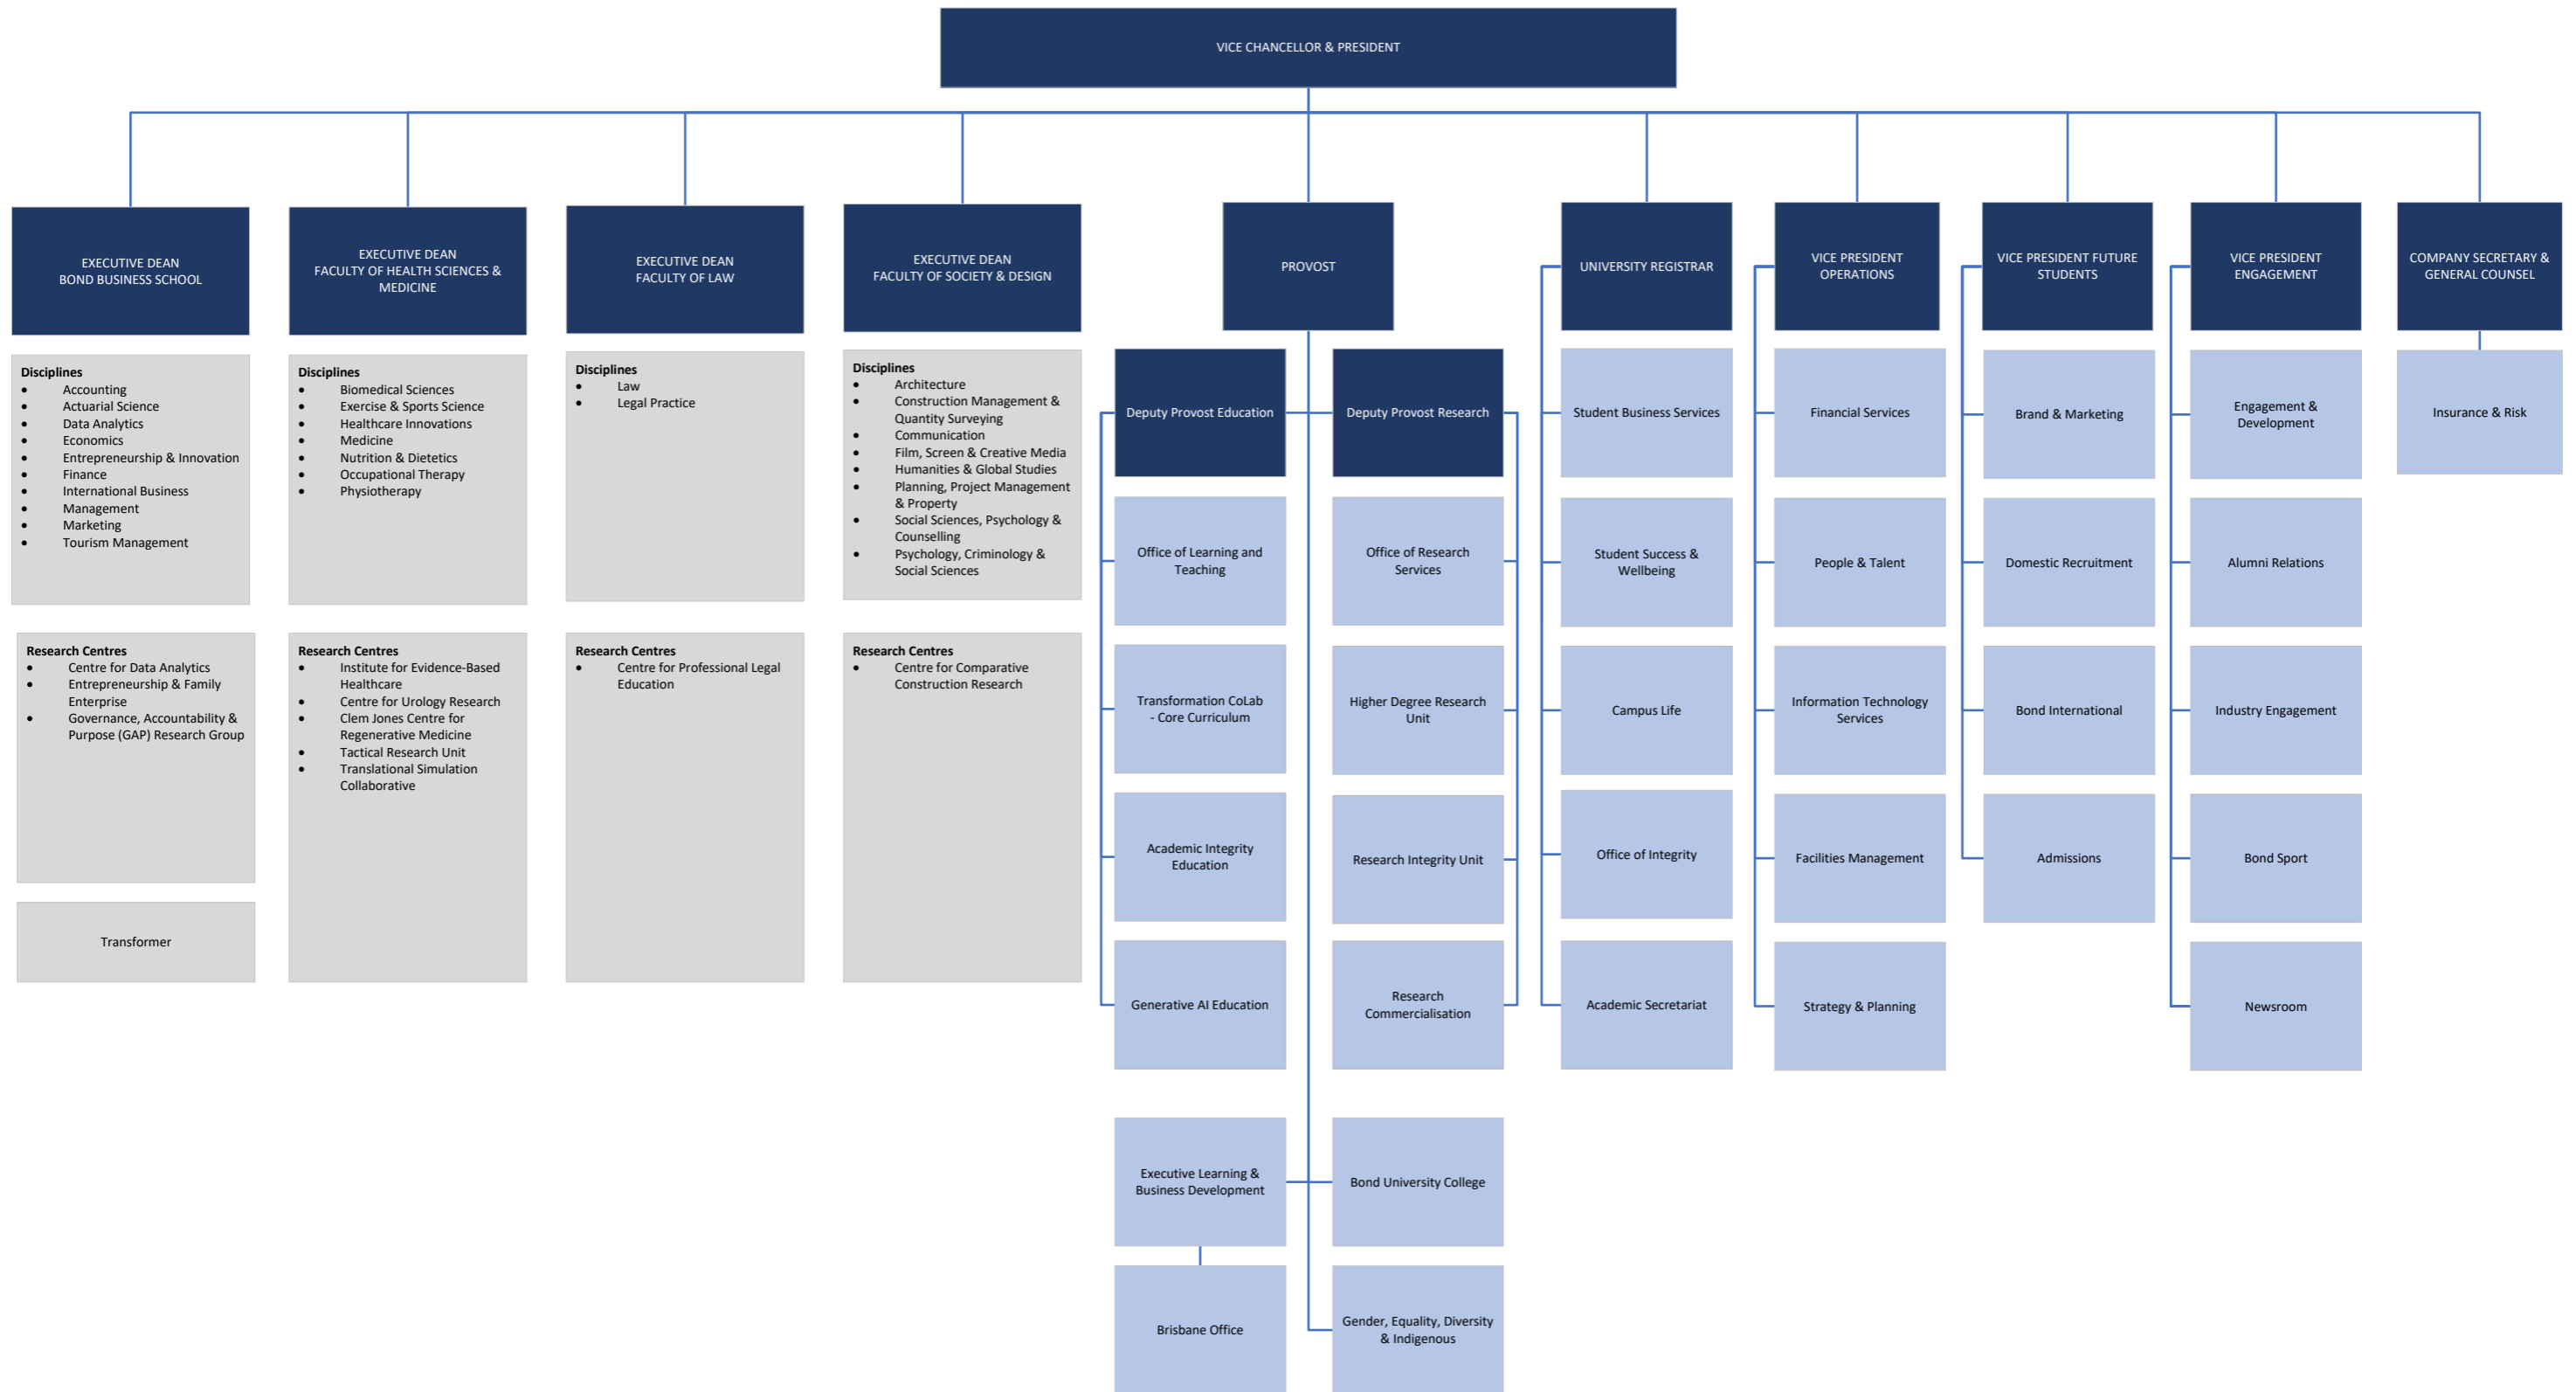 VICE CHANCELLOR & PRESIDENT
EXECUTIVE DEAN
BOND BUSINESS SCHOOL
EXECUTIVE DEAN
FACULTY OF HEALTH SCIENCES &
MEDICINE
EXECUTIVE DEAN
FACULTY OF LAW
EXECUTIVE DEAN
FACULTY OF SOCIETY & DESIGN
PROVOST
UNIVERSITY REGISTRAR
VICE PRESIDENT
OPERATIONS
VICE PRESIDENT FUTURE
STUDENTS
VICE PRESIDENT
ENGAGEMENT
COMPANY SECRETARY &
GENERAL COUNSEL
Disciplines
• Accounting
• Actuarial Science
• Data Analytics
• Economics
• Entrepreneurship & Innovation
• Finance
• International Business
• Management
• Marketing
• Tourism Management
Research Centres
• Centre for Data Analytics
• Entrepreneurship & Family
Enterprise
• Governance, Accountability &
Purpose (GAP) Research Group
Transformer
Disciplines
• Biomedical Sciences
• Exercise & Sports Science
• Healthcare Innovations
• Medicine
• Nutrition & Dietetics
• Occupational Therapy
• Physiotherapy
Research Centres
• Institute for Evidence-Based
Healthcare
• Centre for Urology Research
• Clem Jones Centre for
Regenerative Medicine
• Tactical Research Unit
• Translational Simulation
Collaborative
Disciplines
• Law
• Legal Practice
Research Centres
• Centre for Professional Legal
Education
Disciplines
• Architecture
• Construction Management &
Quantity Surveying
• Communication
• Film, Screen & Creative Media
• Humanities & Global Studies
• Planning, Project Management
& Property
• Social Sciences, Psychology &
Counselling
• Psychology, Criminology &
Social Sciences
Research Centres
• Centre for Comparative
Construction Research
Deputy Provost Education
Office of Learning and
Teaching
Transformation CoLab
- Core Curriculum
Academic Integrity
Education
Generative AI Education
Deputy Provost Research
Office of Research
Services
Higher Degree Research
Unit
Research Integrity Unit
Research
Commercialisation
Executive Learning &
Business Development
Bond University College
Brisbane Office
Gender, Equality, Diversity
& Indigenous
Student Business Services
Student Success &
Wellbeing
Campus Life
Office of Integrity
Academic Secretariat
Financial Services
People & Talent
Information Technology
Services
Facilities Management
Strategy & Planning
Brand & Marketing
Domestic Recruitment
Bond International
Admissions
Engagement &
Development
Alumni Relations
Industry Engagement
Bond Sport
Newsroom
Insurance & Risk